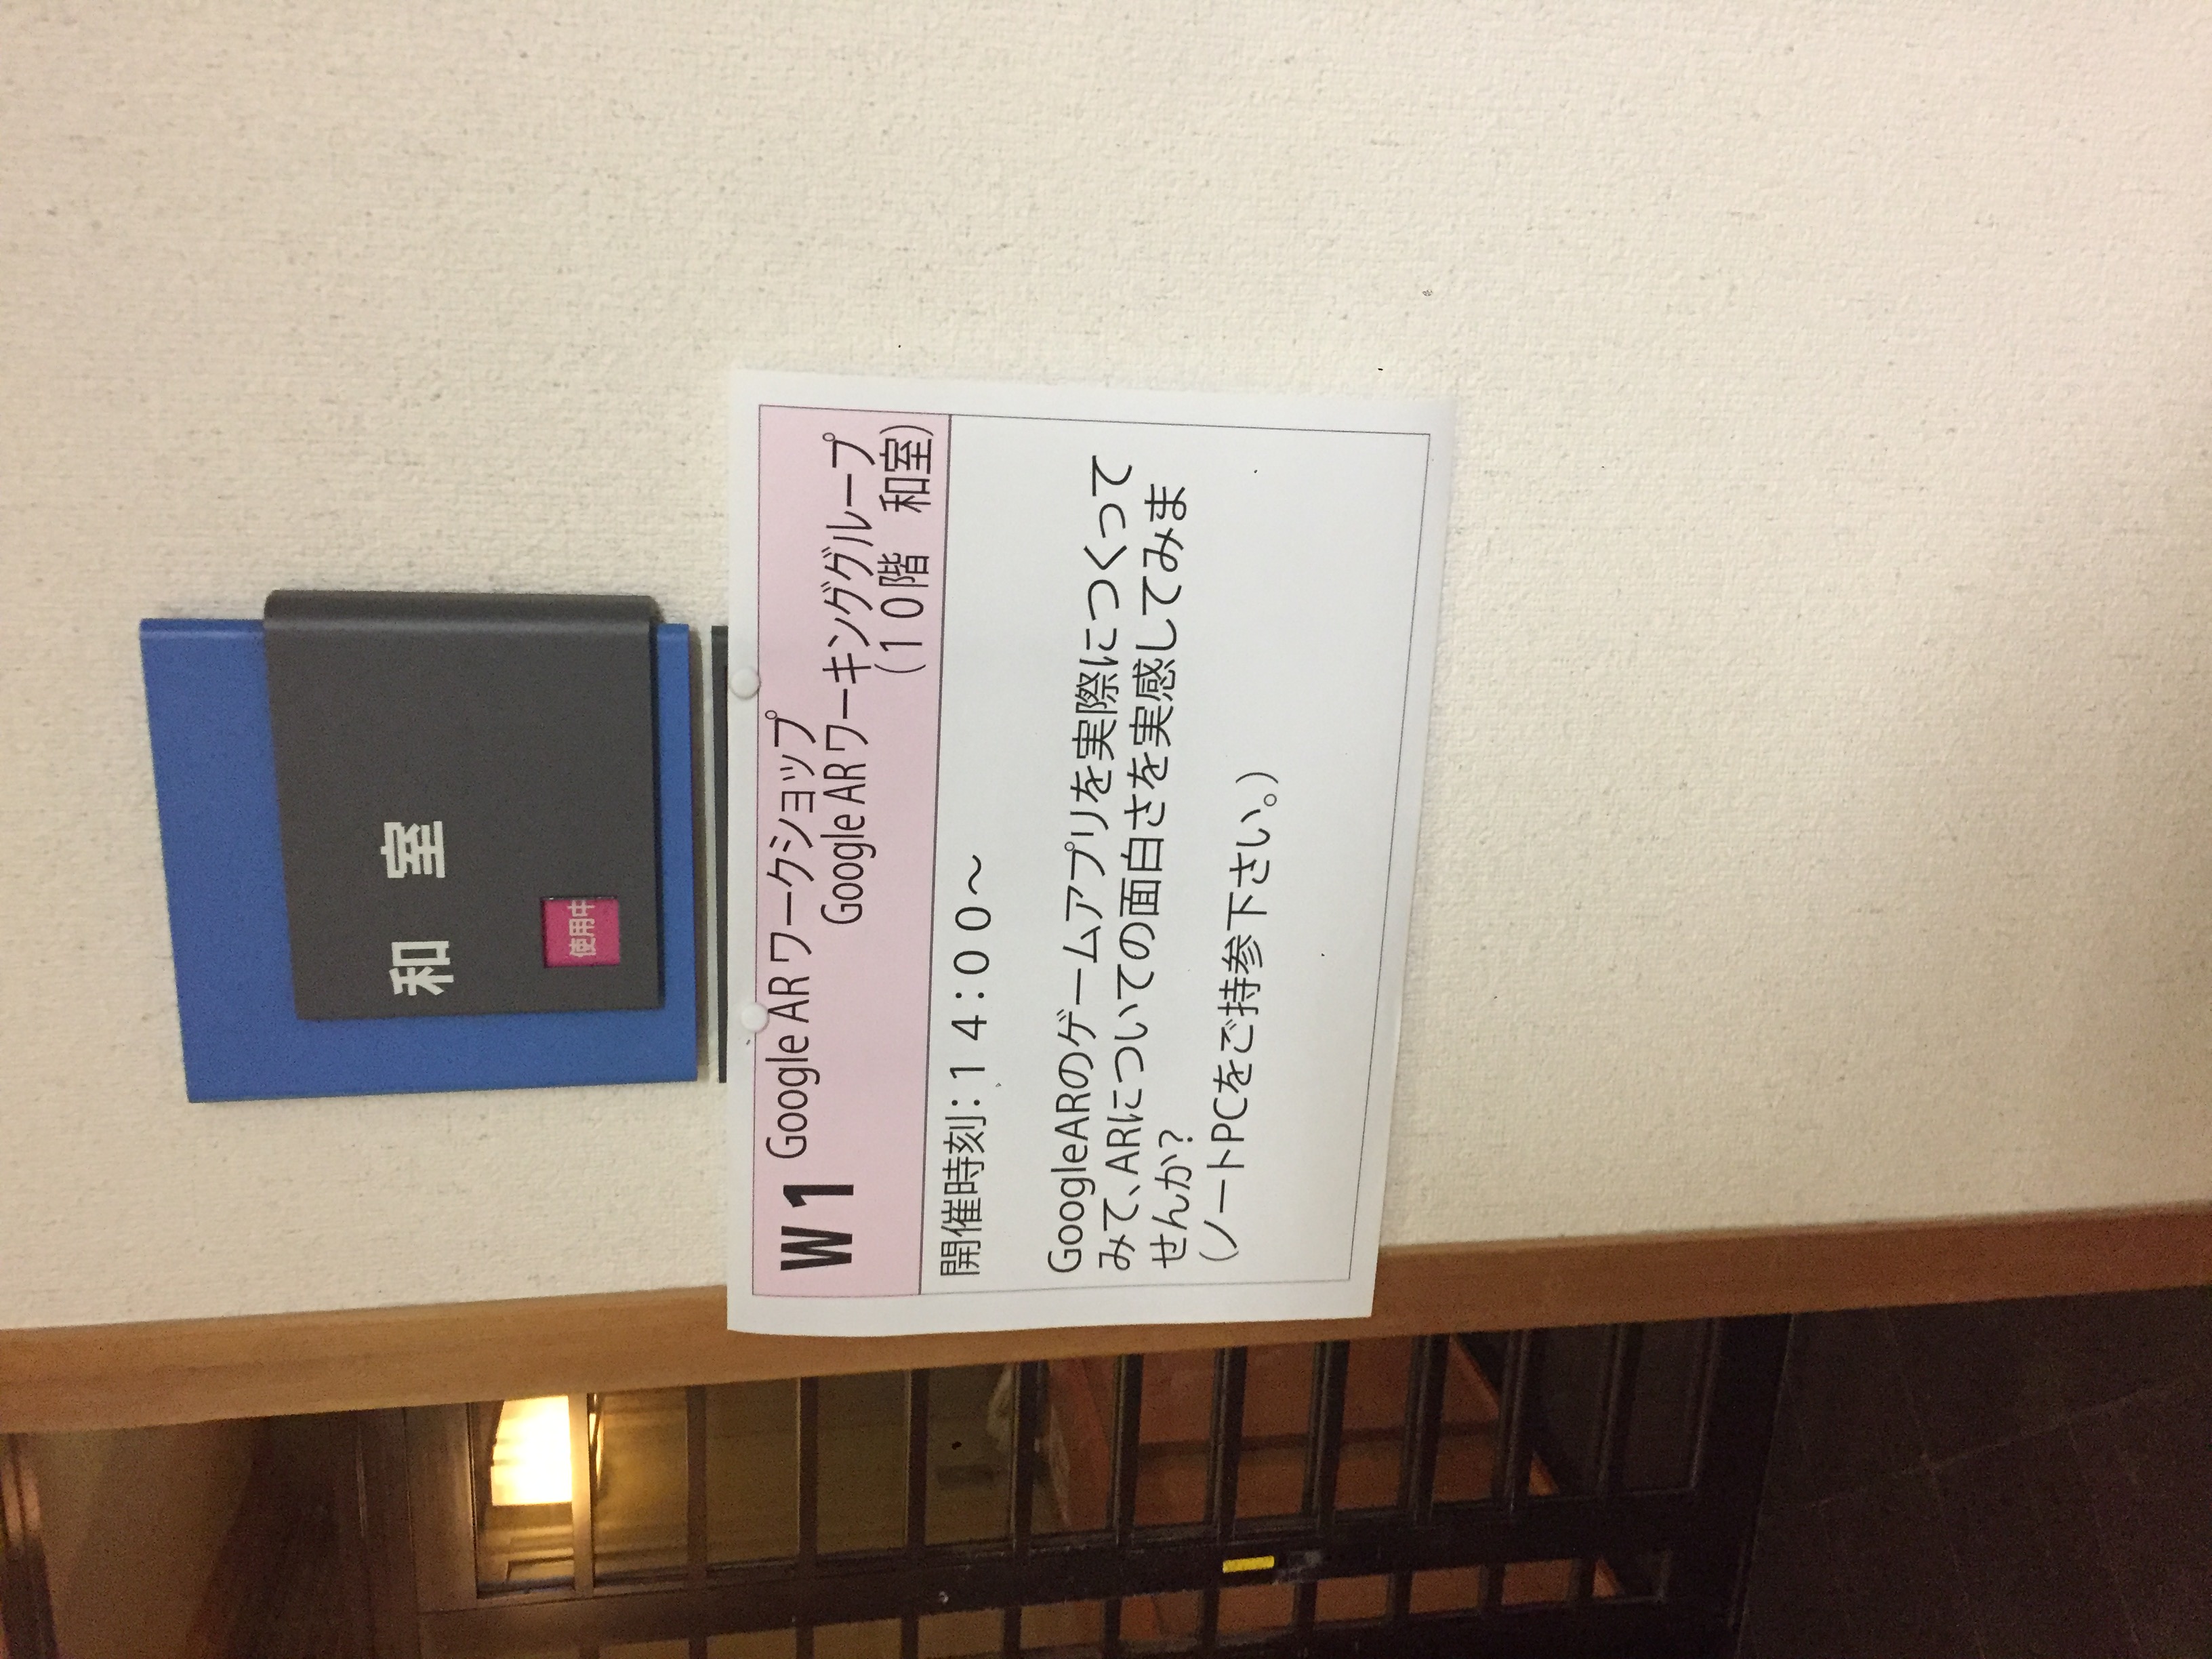 和 室
使用中
W1 Google AR ワークショップ
Google AR ワーキンググループ
(10階 和室)
開催時刻:14:00～
GoogleARのゲームアプリを実際につくって
みて、ARについての面白さを実感してみま
せんか?
(ノートPCをご持参下さい。)